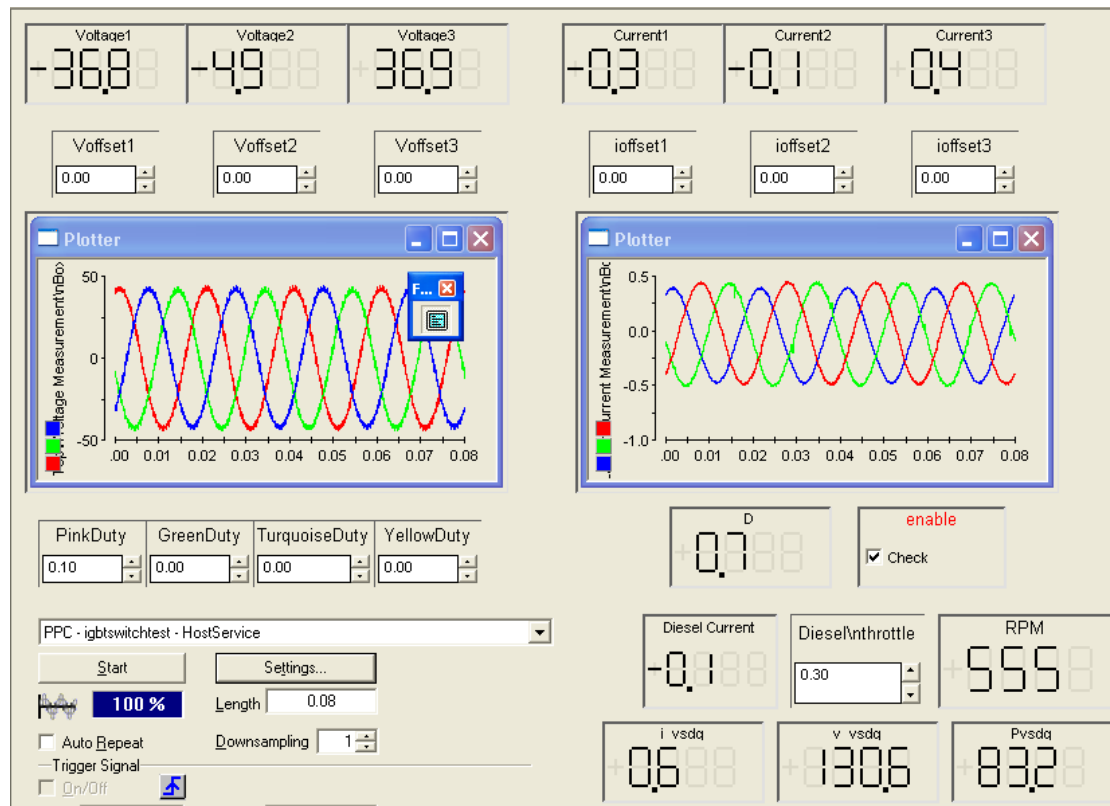 Voltage1 Voltage2 Voltage3 Current1 Current2 Current3
-36.8 -4.9 36.9 -0.3 -0.1 0.4
Voffset1 Voffset2 Voffset3 ioffset1 ioffset2 ioffset3
0.00 0.00 0.00 0.00 0.00 0.00
Plotter
F...
50
0
-50
.00 0.01 0.02 0.03 0.04 0.05 0.06 0.07 0.08
Plotter
urrent Measurement\nBo
0.5
0.0
-0.5
-1.0
.00 0.01 0.02 0.03 0.04 0.05 0.06 0.07 0.08
PinkDuty GreenDuty TurquoiseDuty YellowDuty
0.10 0.00 0.00 0.00
D
0.7
enable
Check
PPC - igbtswitchtest - HostService
Start Settings...
100 % Length 0.08
Auto Repeat Downsampling 1
Trigger Signal
On/Off
Diesel Current Diesel\nthrottle RPM
-0.1 0.30 555
i_vsdq v_vsdq Pvsdq
0.6 130.6 83.2